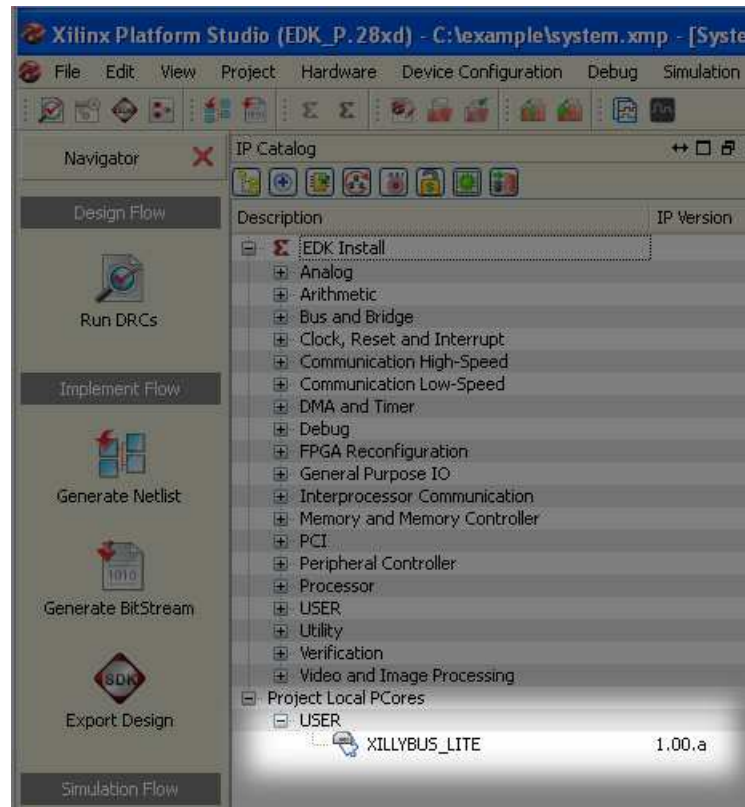 Xilinx Platform Studio (EDK_P.28xd) - C:\example\system.xmp - [Syste
File Edit View Project Hardware Device Configuration Debug Simulation
Navigator
IP Catalog
Design Flow
Description IP Version
EDK Install
Analog
Arithmetic
Run DRCs
Bus and Bridge
Clock, Reset and Interrupt
Communication High-Speed
Implement Flow
Communication Low-Speed
DMA and Timer
Debug
FPGA Reconfiguration
General Purpose IO
Generate Netlist
Interprocessor Communication
Memory and Memory Controller
PCI
Peripheral Controller
1010
Processor
Generate BitStream
USER
Utility
Verification
SDK
Video and Image Processing
Project Local PCores
Export Design
USER
XILLYBUS_LITE 1.00.a
Simulation Flow